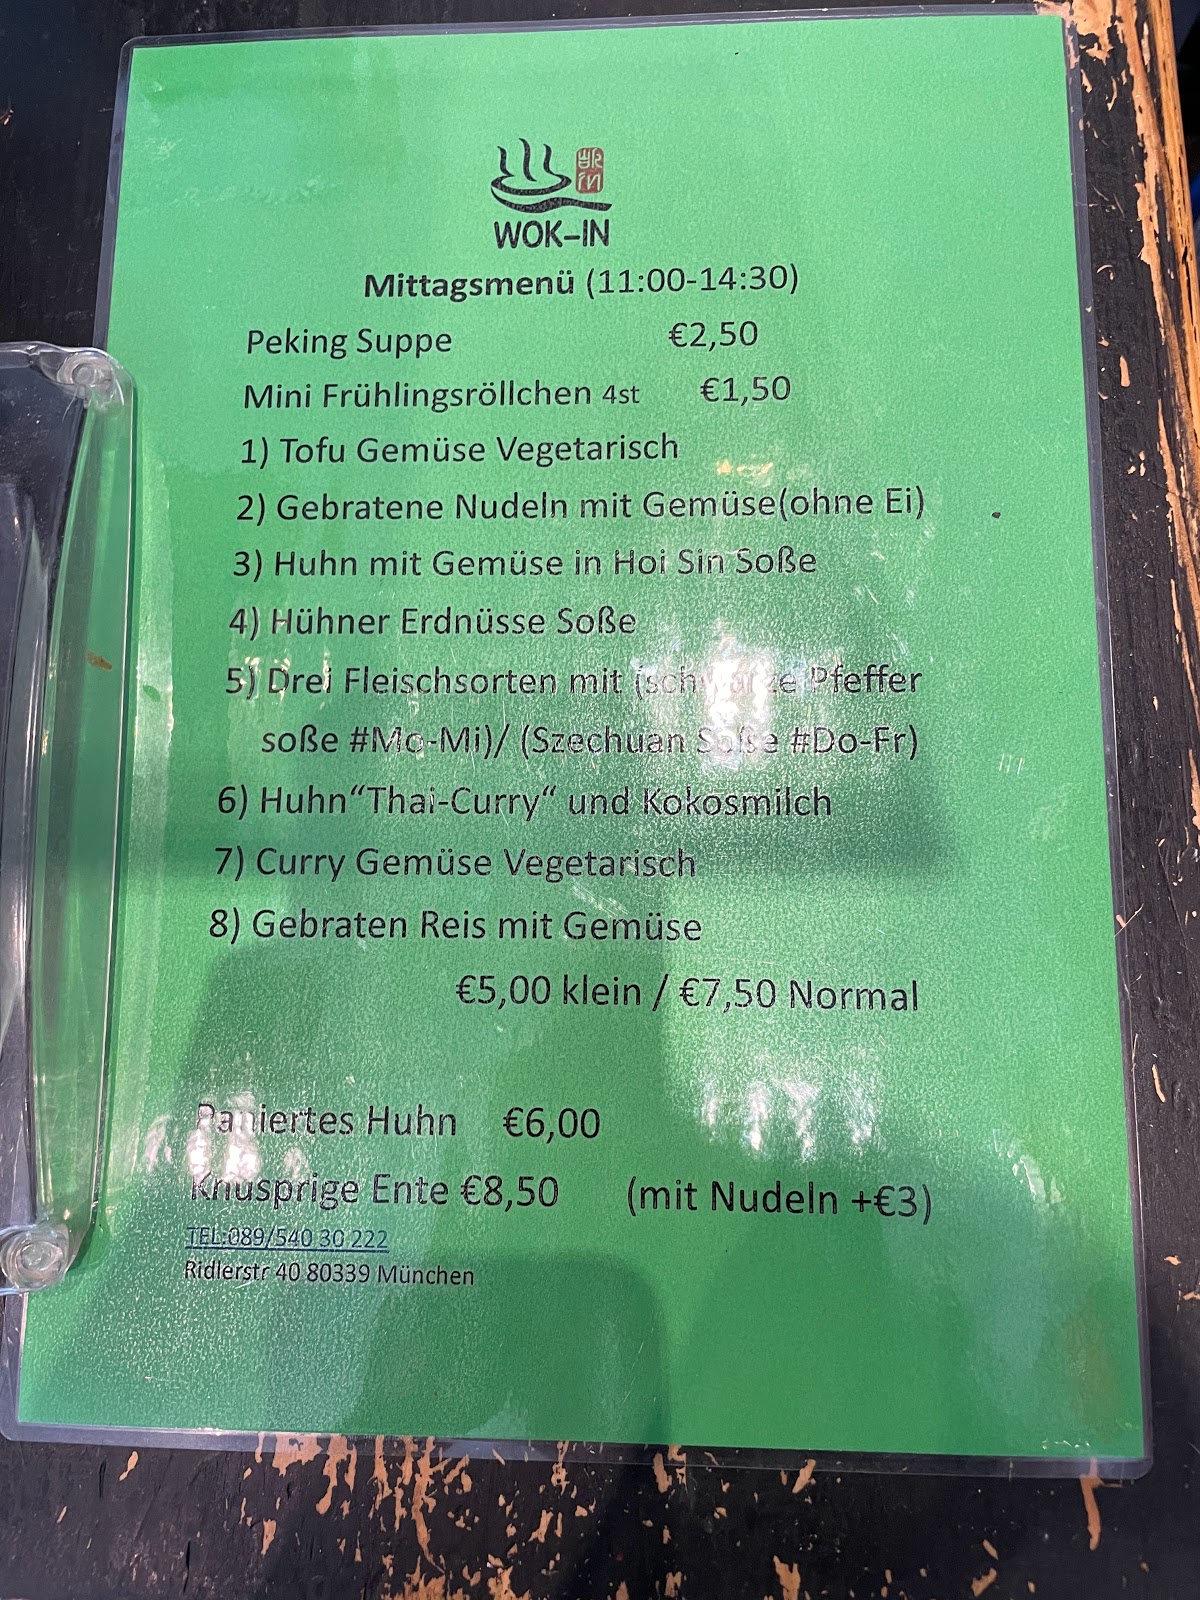 WOK
iN
WOK-IN
Mittagsmenü (11:00-14:30)
Peking Suppe €2,50
Mini Frühlingsröllchen 4st €1,50
1) Tofu Gemüse Vegetarisch
2) Gebratene Nudeln mit Gemüse(ohne Ei)
3) Huhn mit Gemüse in Hoi Sin Soße
4) Hühner Erdnüsse Soße
5) Drei Fleischsorten mit (schwarze Pfeffer
soße #Mo-Mi)/ (Szechuan Soße #Do-Fr)
6) Huhn“Thai-Curry“ und Kokosmilch
7) Curry Gemüse Vegetarisch
8) Gebraten Reis mit Gemüse
€5,00 klein / €7,50 Normal
Paniertes Huhn €6,00
Knusprige Ente €8,50 (mit Nudeln +€3)
TEL:089/540 30 222
Ridlerstr 40 80339 München